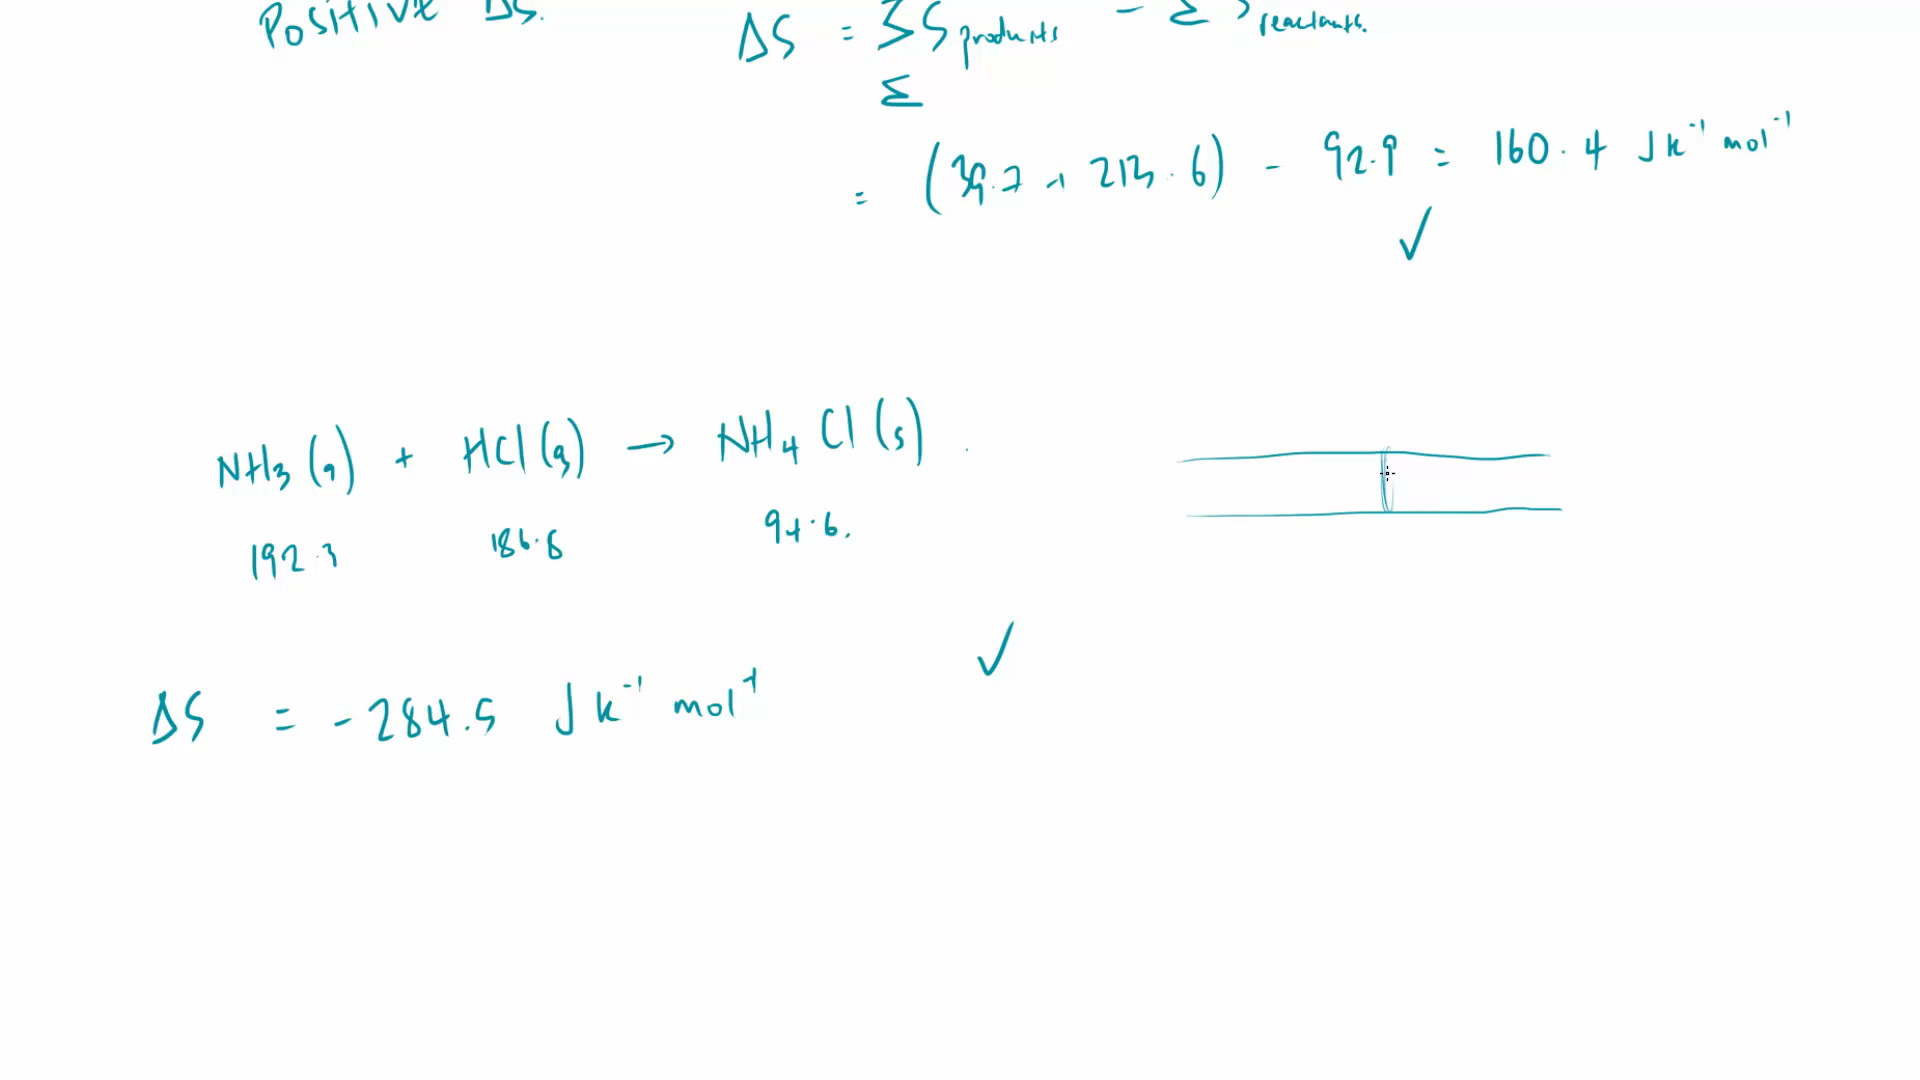 Positive ΔS.
ΔS = ΣS products - ΣS reactants.
Σ
= (39.7 + 213.6) - 92.9 = 160.4 Jk⁻¹ mol⁻¹
✓
NH3 (g) + HCl (g) → NH4 Cl (s).
192.3 186.8 94.6.
✓
ΔS = -284.5 J k⁻¹ mol⁻¹